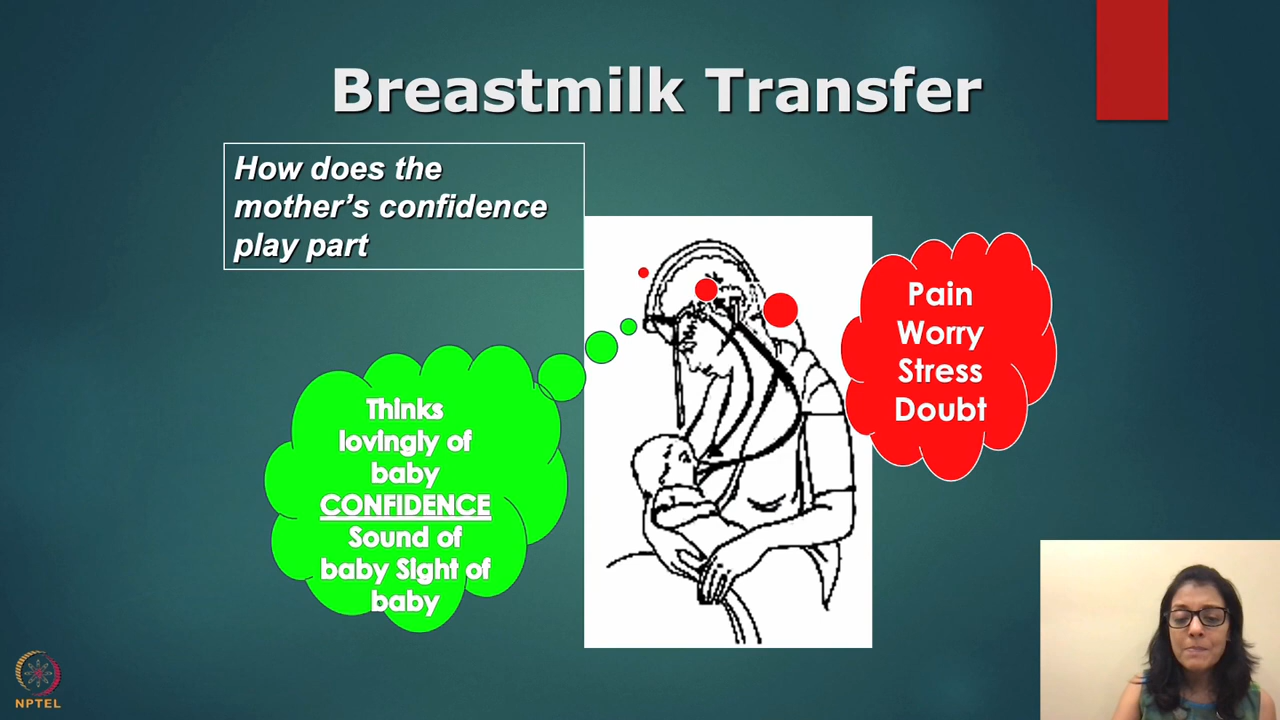 Breastmilk Transfer
How does the
mother's confidence
play part
Thinks
lovingly of
baby
CONFIDENCE
Sound of
baby Sight of
baby
Pain
Worry
Stress
Doubt
NPTEL